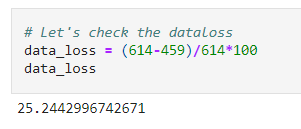 # Let's check the dataloss
data_loss = (614-459)/614*100
data_loss
25.2442996742671